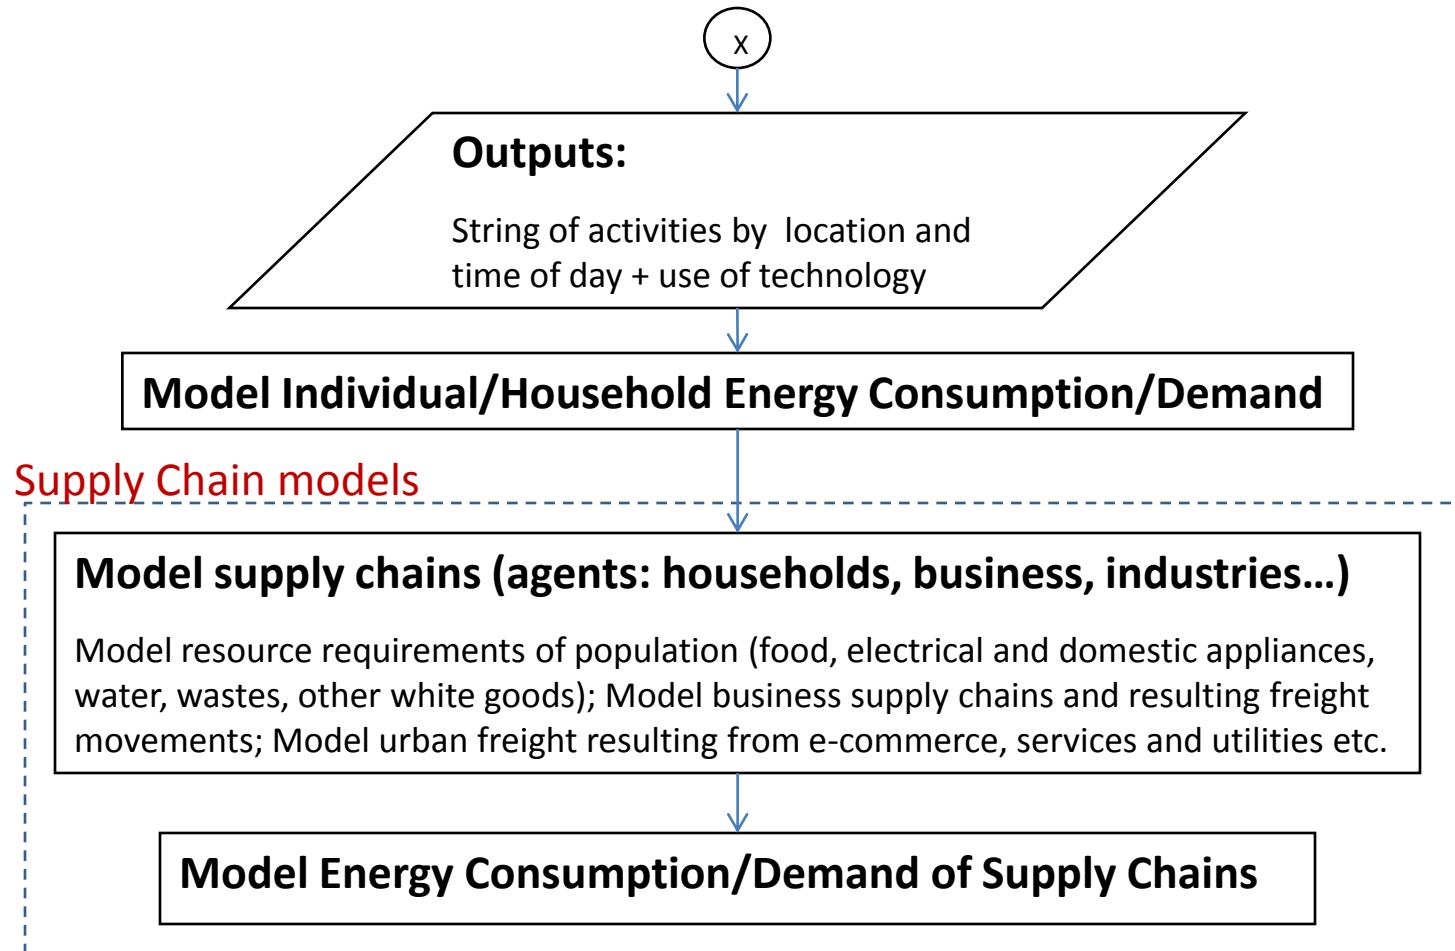 X
Outputs:
String of activities by location and
time of day + use of technology
Model Individual/Household Energy Consumption/Demand
Supply Chain models
Model supply chains (agents: households, business, industries…)
Model resource requirements of population (food, electrical and domestic appliances,
water, wastes, other white goods); Model business supply chains and resulting freight
movements; Model urban freight resulting from e-commerce, services and utilities etc.
Model Energy Consumption/Demand of Supply Chains